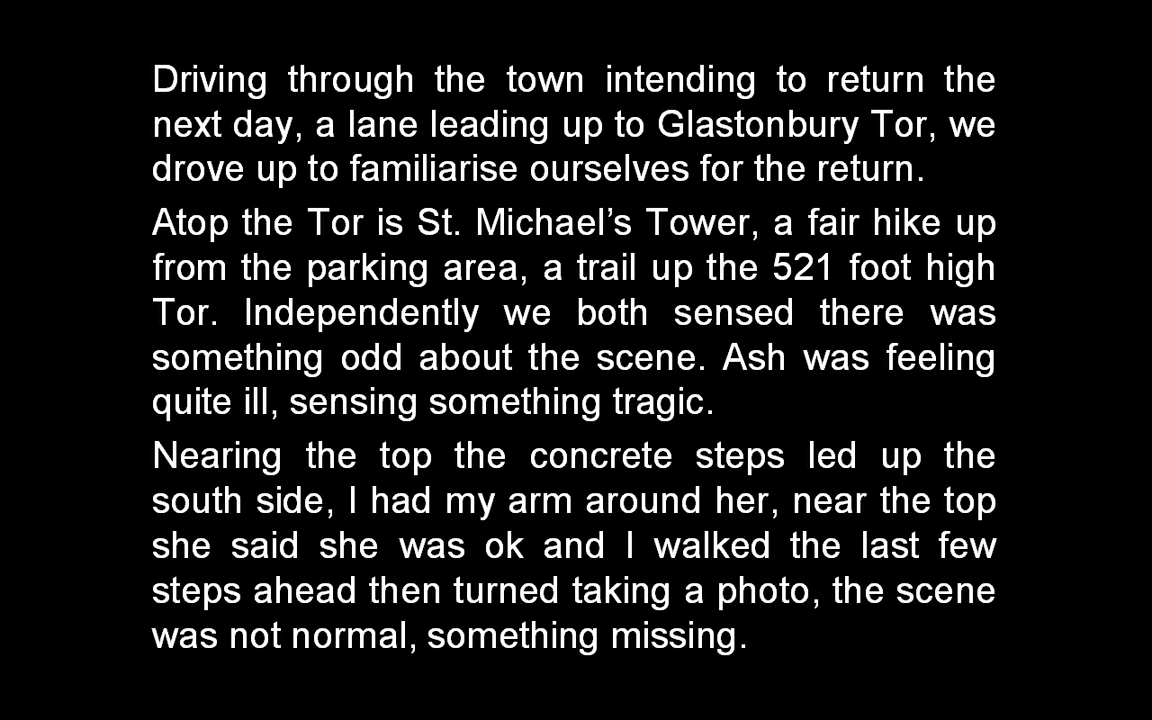 Driving through the town intending to return the
next day, a lane leading up to Glastonbury Tor, we
drove up to familiarise ourselves for the return.
Atop the Tor is St. Michael’s Tower, a fair hike up
from the parking area, a trail up the 521 foot high
Tor. Independently we both sensed there was
something odd about the scene. Ash was feeling
quite ill, sensing something tragic.
Nearing the top the concrete steps led up the
south side, I had my arm around her, near the top
she said she was ok and I walked the last few
steps ahead then turned taking a photo, the scene
was not normal, something missing.